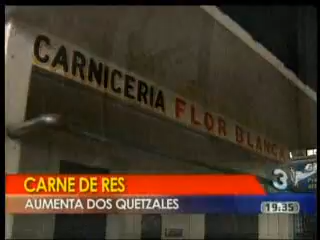 CARNICERIA FLOR BLANCA
CARNE DE RES
AUMENTA DOS QUETZALES
3
19:35